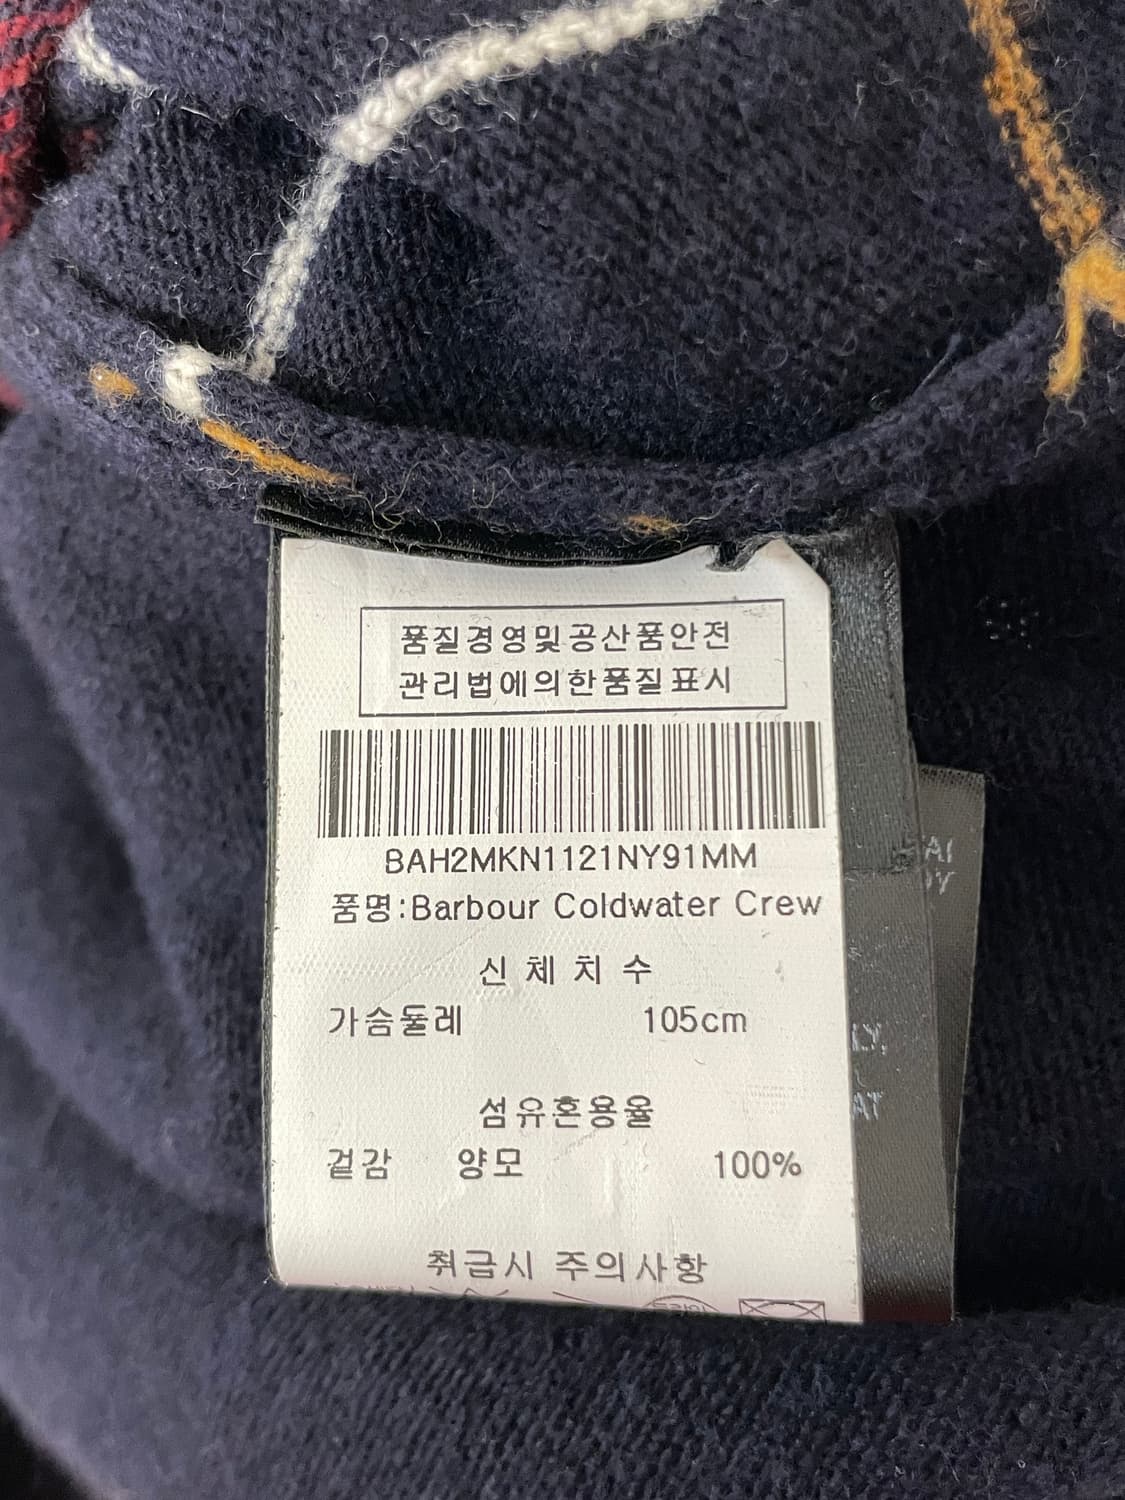 품질경영및공산품안전
관리법에의한품질표시
BAH2MKN1121NY91MM
품명:Barbour Coldwater Crew
신체치수
가슴둘레 105cm
섬유혼용율
겉감 양모 100%
취급시 주의사항
LY,
AT